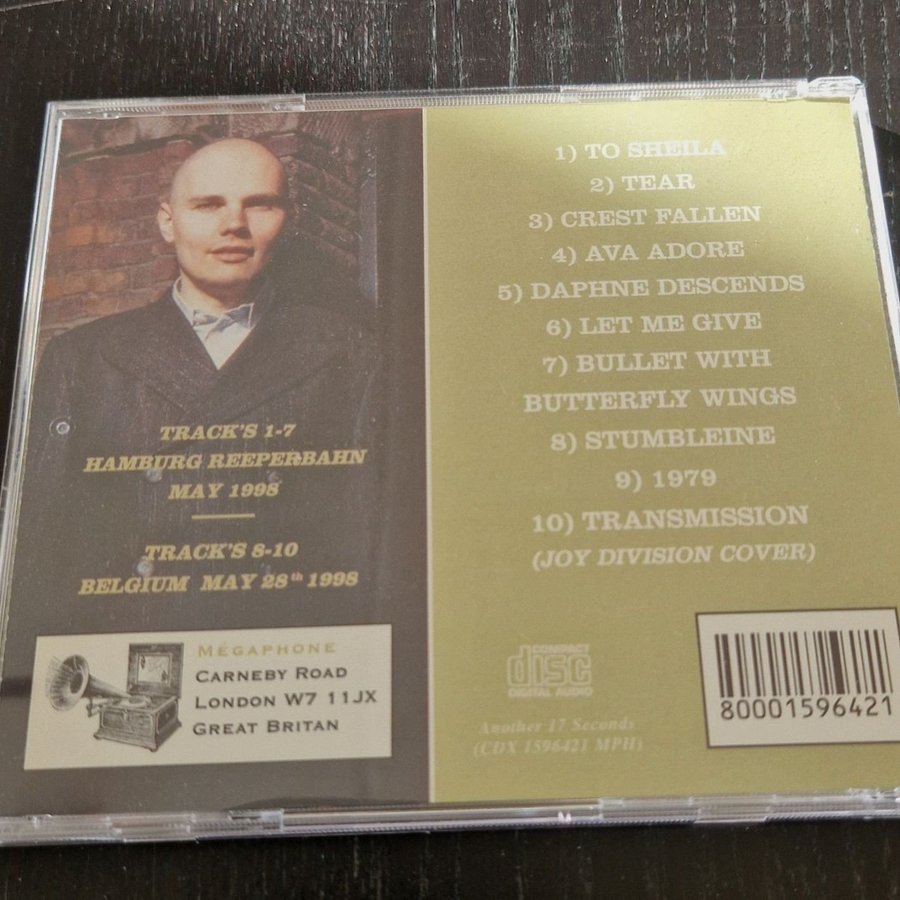 TRACK'S 1-7
HAMBURG REEPERBAHN
MAY 1998
TRACK'S 8-10
BELGIUM MAY 28th 1998
MÉGAPHONE
CARNEBY ROAD
LONDON W7 11JX
GREAT BRITAN
1) TO SHEILA
2) TEAR
3) CREST FALLEN
4) AVA ADORE
5) DAPHNE DESCENDS
6) LET ME GIVE
7) BULLET WITH
BUTTERFLY WINGS
8) STUMBLEINE
9) 1979
10) TRANSMISSION
(JOY DIVISION COVER)
COMPACT
disc
DIGITAL AUDIO
Another 17 Seconds
(CDX 1596421 MPH)
80001596421